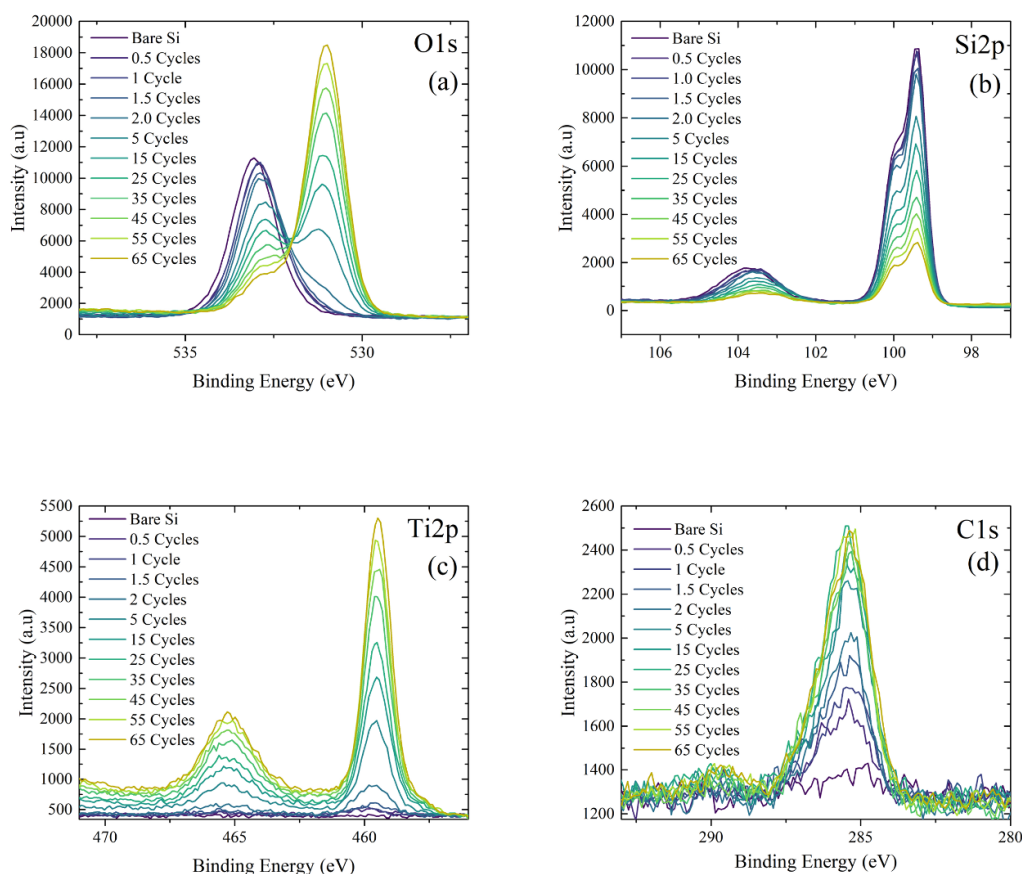 O1s
(a)
Bare Si
0.5 Cycles
1 Cycle
1.5 Cycles
2.0 Cycles
5 Cycles
15 Cycles
25 Cycles
35 Cycles
45 Cycles
55 Cycles
65 Cycles
20000
18000
16000
14000
12000
10000
8000
6000
4000
2000
0
Intensity (a.u)
535
530
Binding Energy (eV)
Si2p
(b)
Bare Si
0.5 Cycles
1.0 Cycles
1.5 Cycles
2.0 Cycles
5 Cycles
15 Cycles
25 Cycles
35 Cycles
45 Cycles
55 Cycles
65 Cycles
12000
10000
8000
6000
4000
2000
0
Intensity (a.u)
106
104
102
100
98
Binding Energy (eV)
Ti2p
(c)
Bare Si
0.5 Cycles
1 Cycle
1.5 Cycles
2 Cycles
5 Cycles
15 Cycles
25 Cycles
35 Cycles
45 Cycles
55 Cycles
65 Cycles
5500
5000
4500
4000
3500
3000
2500
2000
1500
1000
500
Intensity (a.u)
470
465
460
Binding Energy (eV)
C1s
(d)
Bare Si
0.5 Cycles
1 Cycle
1.5 Cycles
2 Cycles
5 Cycles
15 Cycles
25 Cycles
35 Cycles
45 Cycles
55 Cycles
65 Cycles
2600
2400
2200
2000
1800
1600
1400
1200
Intensity (a.u)
290
285
280
Binding Energy (eV)